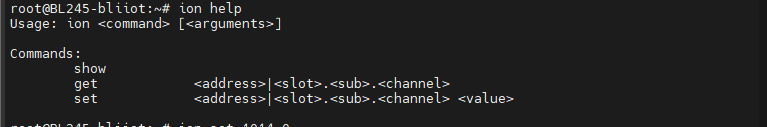 root@BL245-bliiot:~# ion help
Usage: ion <command> [<arguments>]
Commands:
show
get <address>|<slot>.<sub>.<channel>
set <address>|<slot>.<sub>.<channel> <value>